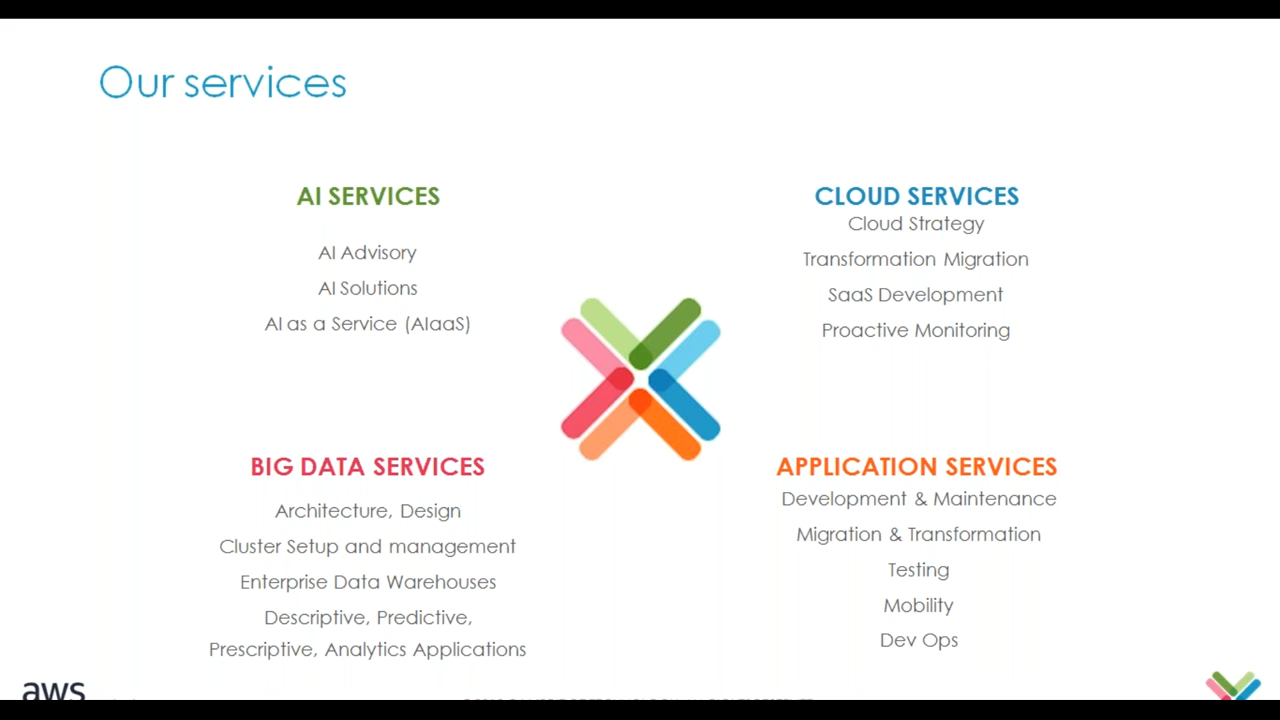 Our services
AI SERVICES
AI Advisory
AI Solutions
AI as a Service (AIaaS)
CLOUD SERVICES
Cloud Strategy
Transformation Migration
SaaS Development
Proactive Monitoring
BIG DATA SERVICES
Architecture, Design
Cluster Setup and management
Enterprise Data Warehouses
Descriptive, Predictive,
Prescriptive, Analytics Applications
APPLICATION SERVICES
Development & Maintenance
Migration & Transformation
Testing
Mobility
Dev Ops
aws